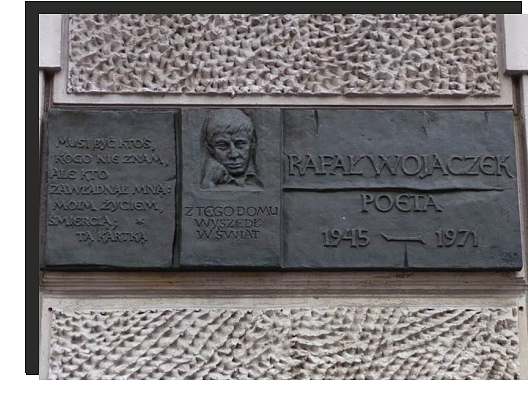 MUSI BYĆ KTOŚ,
KOGO NIE ZNAM,
ALE KTO
ZAWŁADNĄŁ MNĄ:
MOIM ŻYCIEM,
ŚMIERCIĄ;
TĄ KARTKĄ
Z TEGO DOMU
WYSZEDŁ
W ŚWIAT
RAFAŁ WOJACZEK
POETA
1945 — 1971